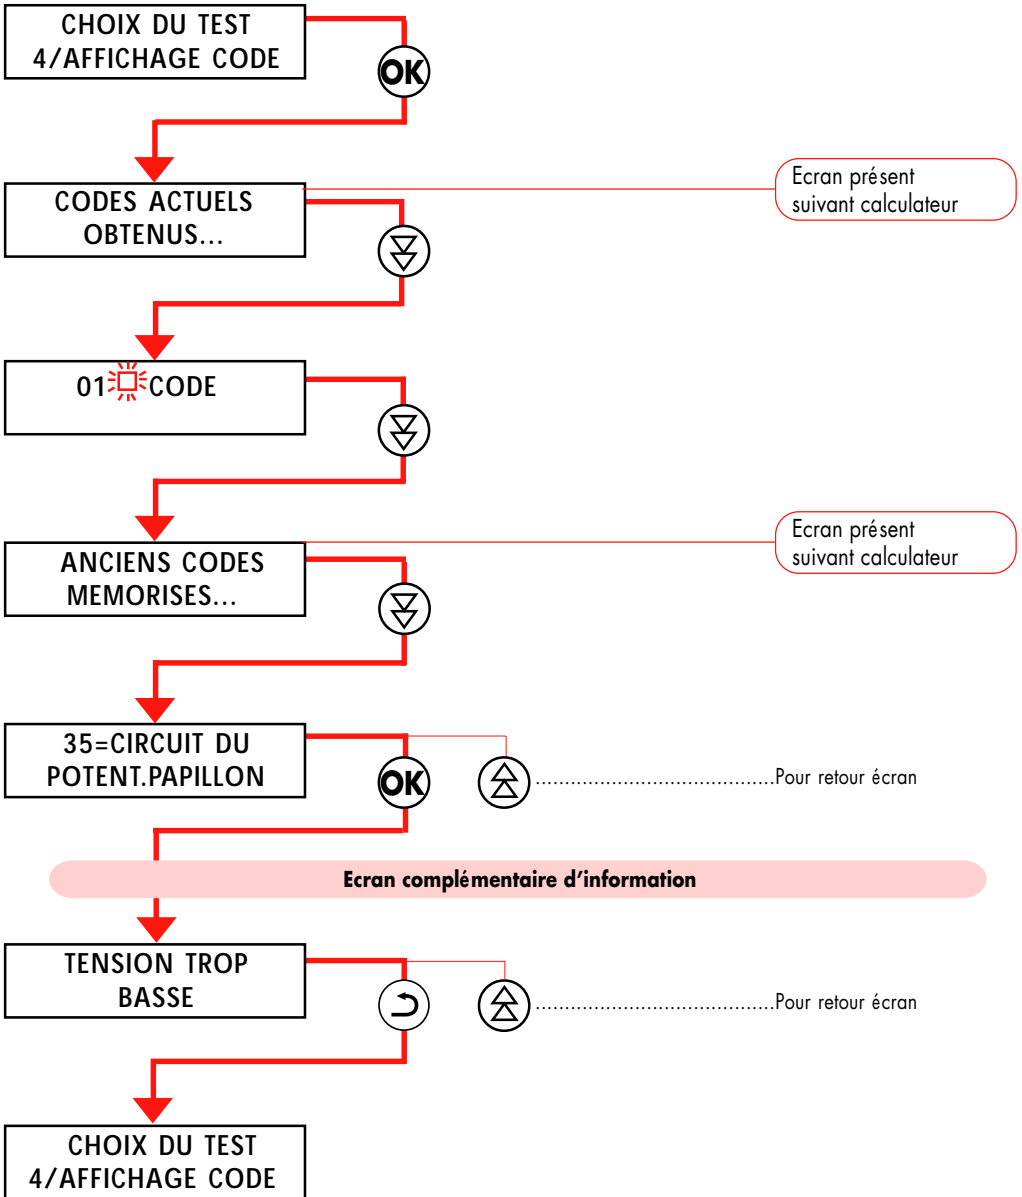 CHOIX DU TEST
4/AFFICHAGE CODE
OK
CODES ACTUELS
OBTENUS...
Ecran présent
suivant calculateur
01 CODE
ANCIENS CODES
MEMORISES...
Ecran présent
suivant calculateur
35=CIRCUIT DU
POTENT.PAPILLON
OK
....................................Pour retour écran
Ecran complémentaire d'information
TENSION TROP
BASSE
....................................Pour retour écran
CHOIX DU TEST
4/AFFICHAGE CODE